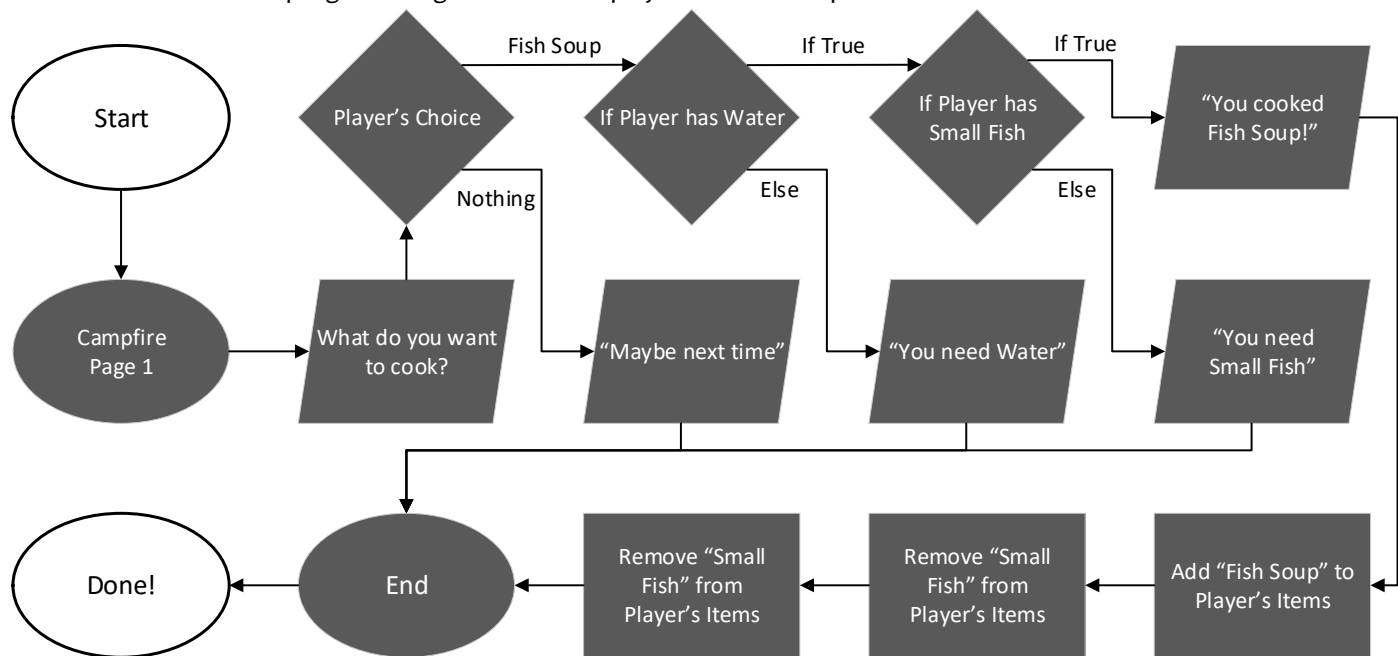 Fish Soup
If True
If True
Start
Player’s Choice
If Player has Water
If Player has
Small Fish
“You cooked
Fish Soup!”
Nothing
Else
Else
Campfire
Page 1
What do you want
to cook?
“Maybe next time”
“You need Water”
“You need
Small Fish”
Done!
End
Remove “Small
Fish” from
Player’s Items
Remove “Small
Fish” from
Player’s Items
Add “Fish Soup” to
Player’s Items